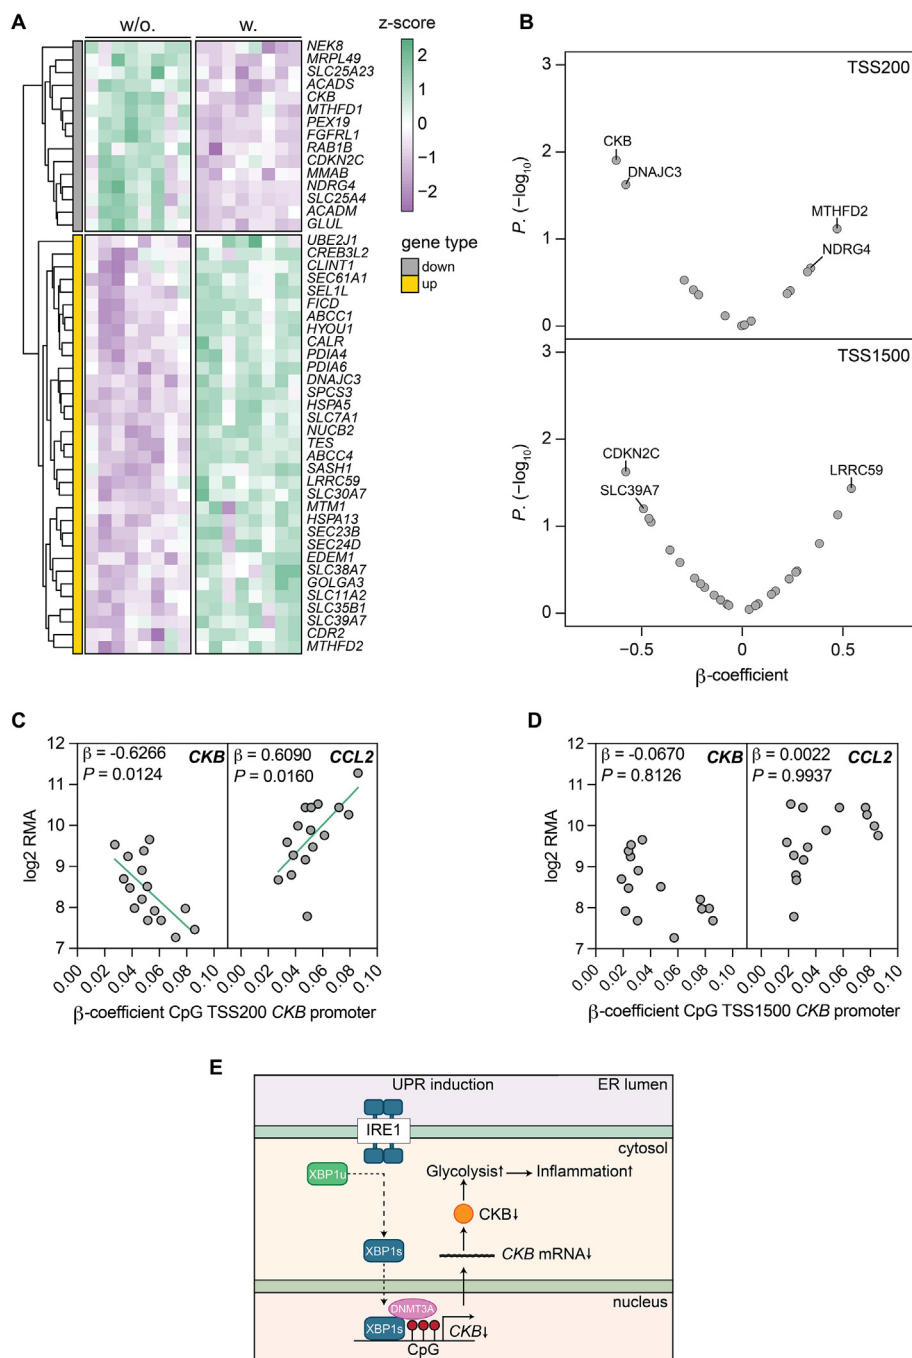 A
w/o.
w.
z-score
2
1
0
−1
−2
gene type
down
up
NEK8
MRPL49
SLC25A23
ACADS
CKB
MTHFD1
PEX19
FGFRL1
RAB1B
CDKN2C
MMAB
NDRG4
SLC25A4
ACADM
GLUL
UBE2J1
CREB3L2
CLINT1
SEC61A1
SEL1L
FICD
ABCC1
HYOU1
CALR
PDIA4
PDIA6
DNAJC3
SPCS3
HSPA5
SLC7A1
NUCB2
TES
ABCC4
SASH1
LRRC59
SLC30A7
MTM1
HSPA13
SEC23B
SEC24D
EDEM1
SLC38A7
GOLGA3
SLC11A2
SLC35B1
SLC39A7
CDR2
MTHFD2
B
TSS200
3
2
1
0
P. (−log10)
CKB
DNAJC3
MTHFD2
NDRG4
TSS1500
3
2
1
0
P. (−log10)
CDKN2C
SLC39A7
LRRC59
−0.5
0
0.5
β-coefficient
C
12
11
10
9
8
7
log2 RMA
β = -0.6266
P = 0.0124
CKB
β = 0.6090
P = 0.0160
CCL2
0.00
0.02
0.04
0.06
0.08
0.10
0.00
0.02
0.04
0.06
0.08
0.10
β-coefficient CpG TSS200 CKB promoter
D
12
11
10
9
8
7
log2 RMA
β = -0.0670
P = 0.8126
CKB
β = 0.0022
P = 0.9937
CCL2
0.00
0.02
0.04
0.06
0.08
0.10
0.00
0.02
0.04
0.06
0.08
0.10
β-coefficient CpG TSS1500 CKB promoter
E
UPR induction
ER lumen
IRE1
cytosol
XBP1u
Glycolysis↑
Inflammation↑
CKB↓
XBP1s
CKB mRNA↓
nucleus
DNMT3A
XBP1s
CKB↓
CpG